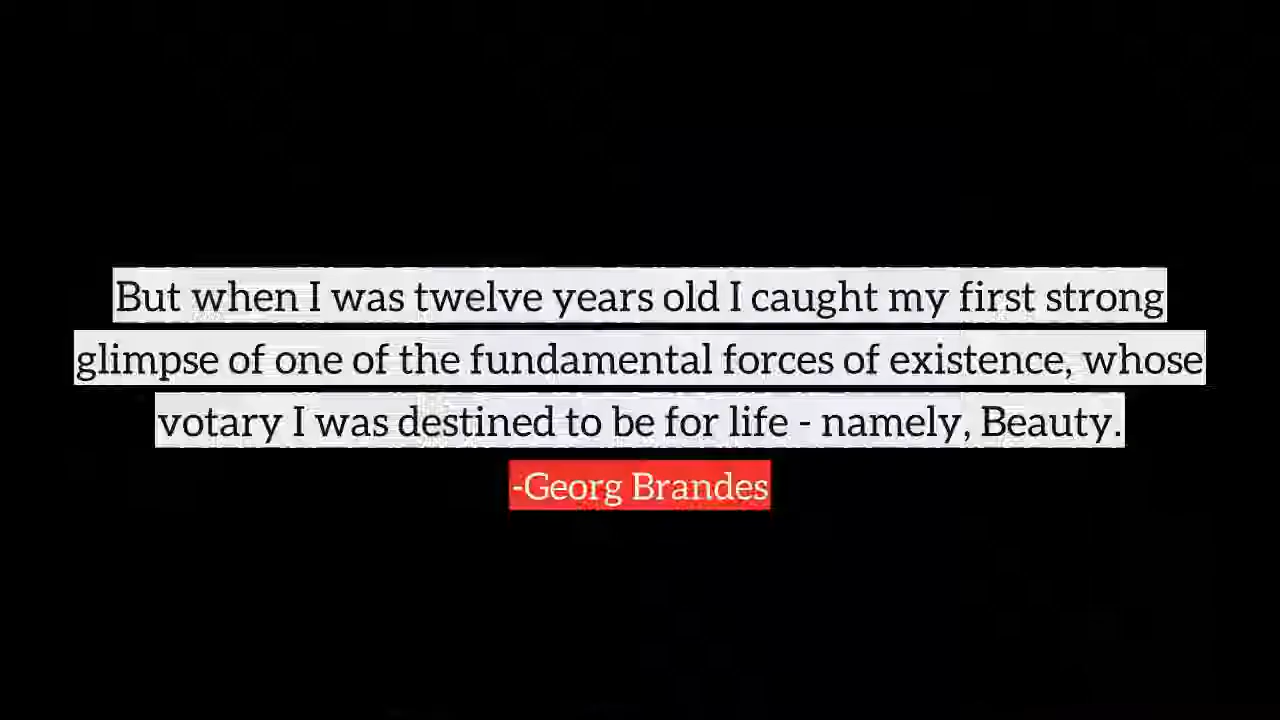 But when I was twelve years old I caught my first strong
glimpse of one of the fundamental forces of existence, whose
votary I was destined to be for life - namely, Beauty.
-Georg Brandes